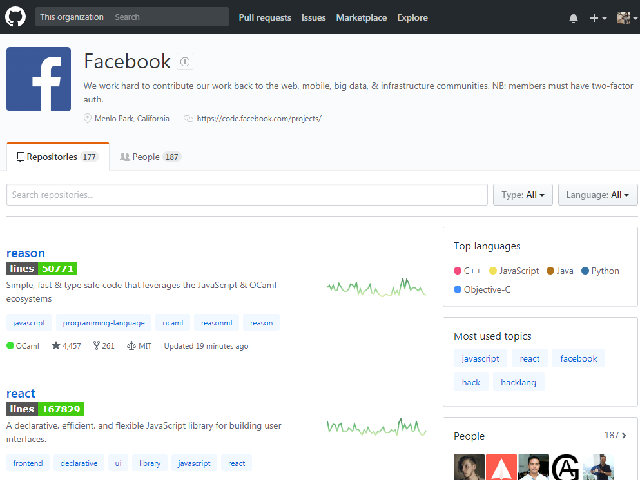 This organization Search Pull requests Issues Marketplace Explore
Facebook
We work hard to contribute our work back to the web, mobile, big data, & infrastructure communities. NB: members must have two-factor
auth.
Menlo Park, California https://code.facebook.com/projects/
Repositories 177 People 187
Search repositories... Type: All Language: All
reason
lines 50771
Simple, fast & type safe code that leverages the JavaScript & OCaml
ecosystems
javascript programming-language ocaml reasonml reason
OCaml 4,457 261 MIT Updated 19 minutes ago
react
lines 167829
A declarative, efficient, and flexible JavaScript library for building user
interfaces.
frontend declarative ui library javascript react
Top languages
C++ JavaScript Java Python
Objective-C
Most used topics
javascript react facebook
hack hacklang
People 187 >